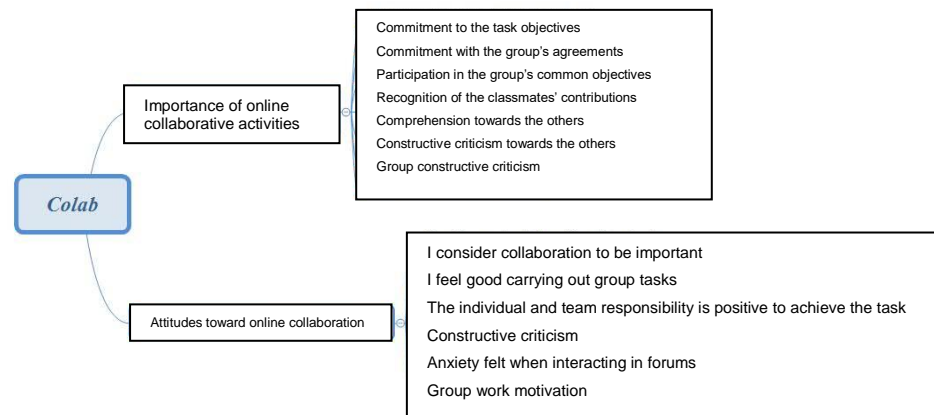 Colab
Importance of online
collaborative activities
Commitment to the task objectives
Commitment with the group's agreements
Participation in the group's common objectives
Recognition of the classmates' contributions
Comprehension towards the others
Constructive criticism towards the others
Group constructive criticism
Attitudes toward online collaboration
I consider collaboration to be important
I feel good carrying out group tasks
The individual and team responsibility is positive to achieve the task
Constructive criticism
Anxiety felt when interacting in forums
Group work motivation